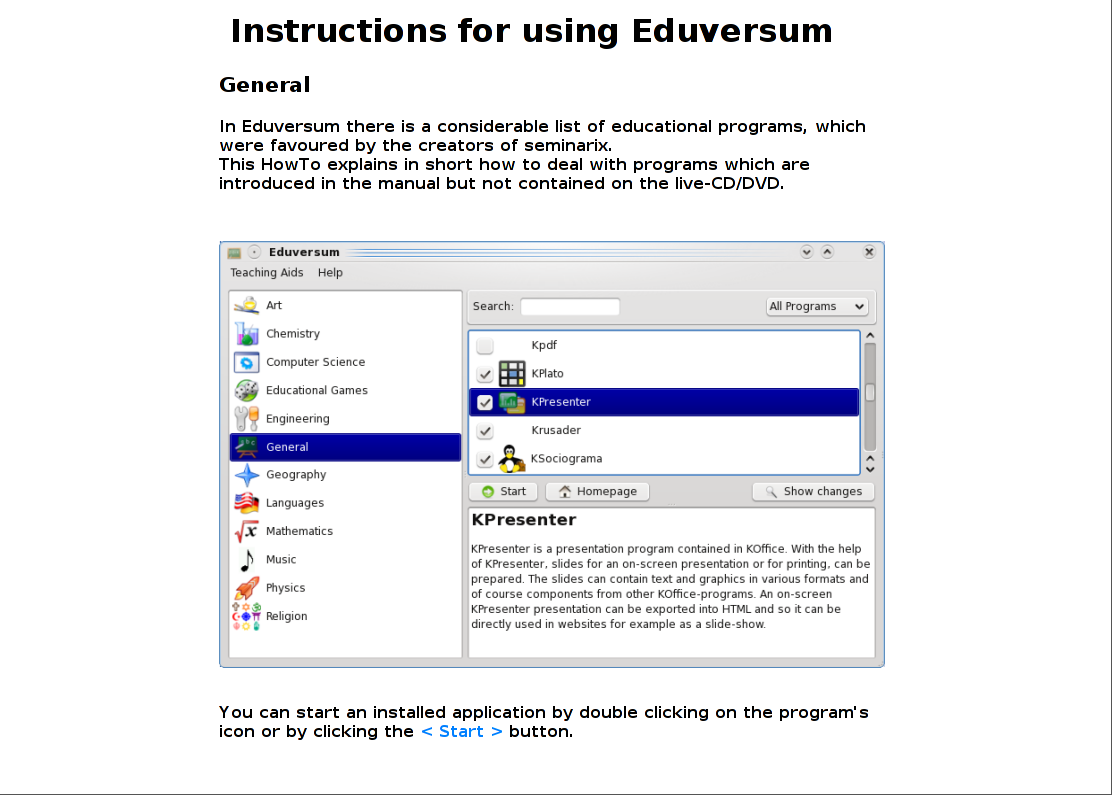 Instructions for using Eduversum
General
In Eduversum there is a considerable list of educational programs, which
were favoured by the creators of seminarix.
This HowTo explains in short how to deal with programs which are
introduced in the manual but not contained on the live-CD/DVD.
Eduversum
Teaching Aids Help
Art
Chemistry
Computer Science
Educational Games
Engineering
General
Geography
Languages
Mathematics
Music
Physics
Religion
Search: All Programs
Kpdf
KPlato
KPresenter
Krusader
KSociograma
Start Homepage Show changes
KPresenter
KPresenter is a presentation program contained in KOffice. With the help
of KPresenter, slides for an on-screen presentation or for printing, can be
prepared. The slides can contain text and graphics in various formats and
of course components from other KOffice-programs. An on-screen
KPresenter presentation can be exported into HTML and so it can be
directly used in websites for example as a slide-show.
You can start an installed application by double clicking on the program's
icon or by clicking the < Start > button.